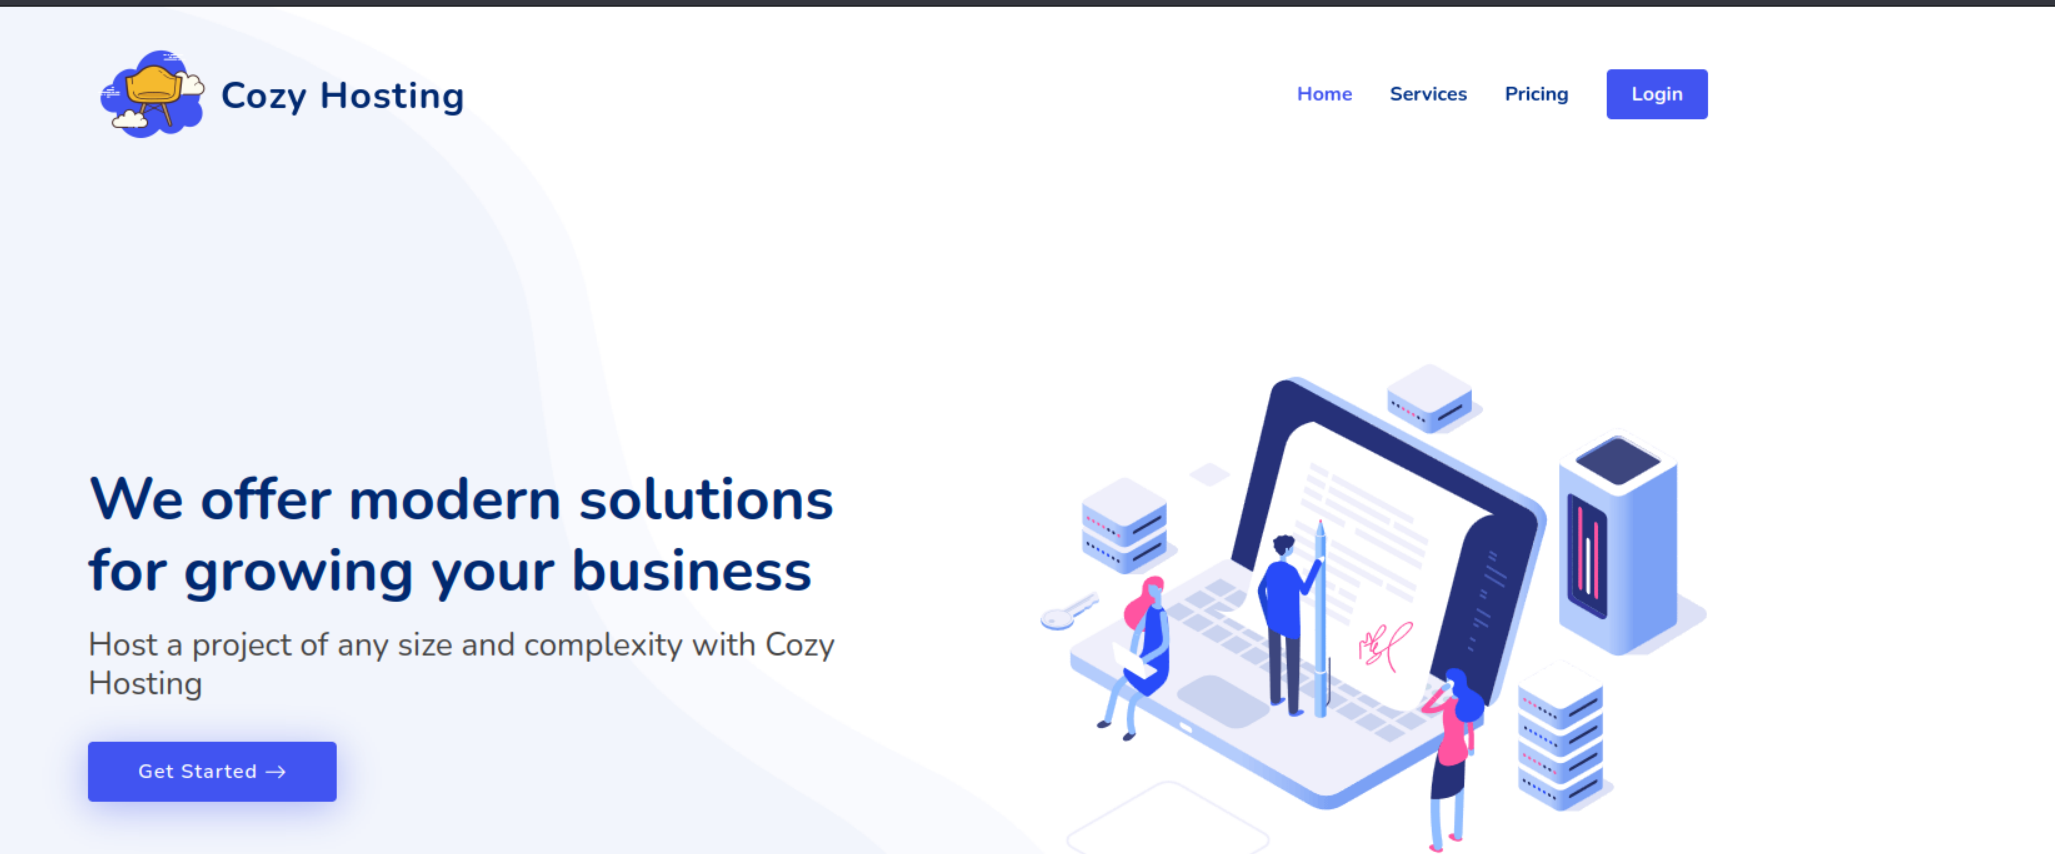 Cozy Hosting
Home Services Pricing Login
We offer modern solutions
for growing your business
Host a project of any size and complexity with Cozy
Hosting
Get Started →